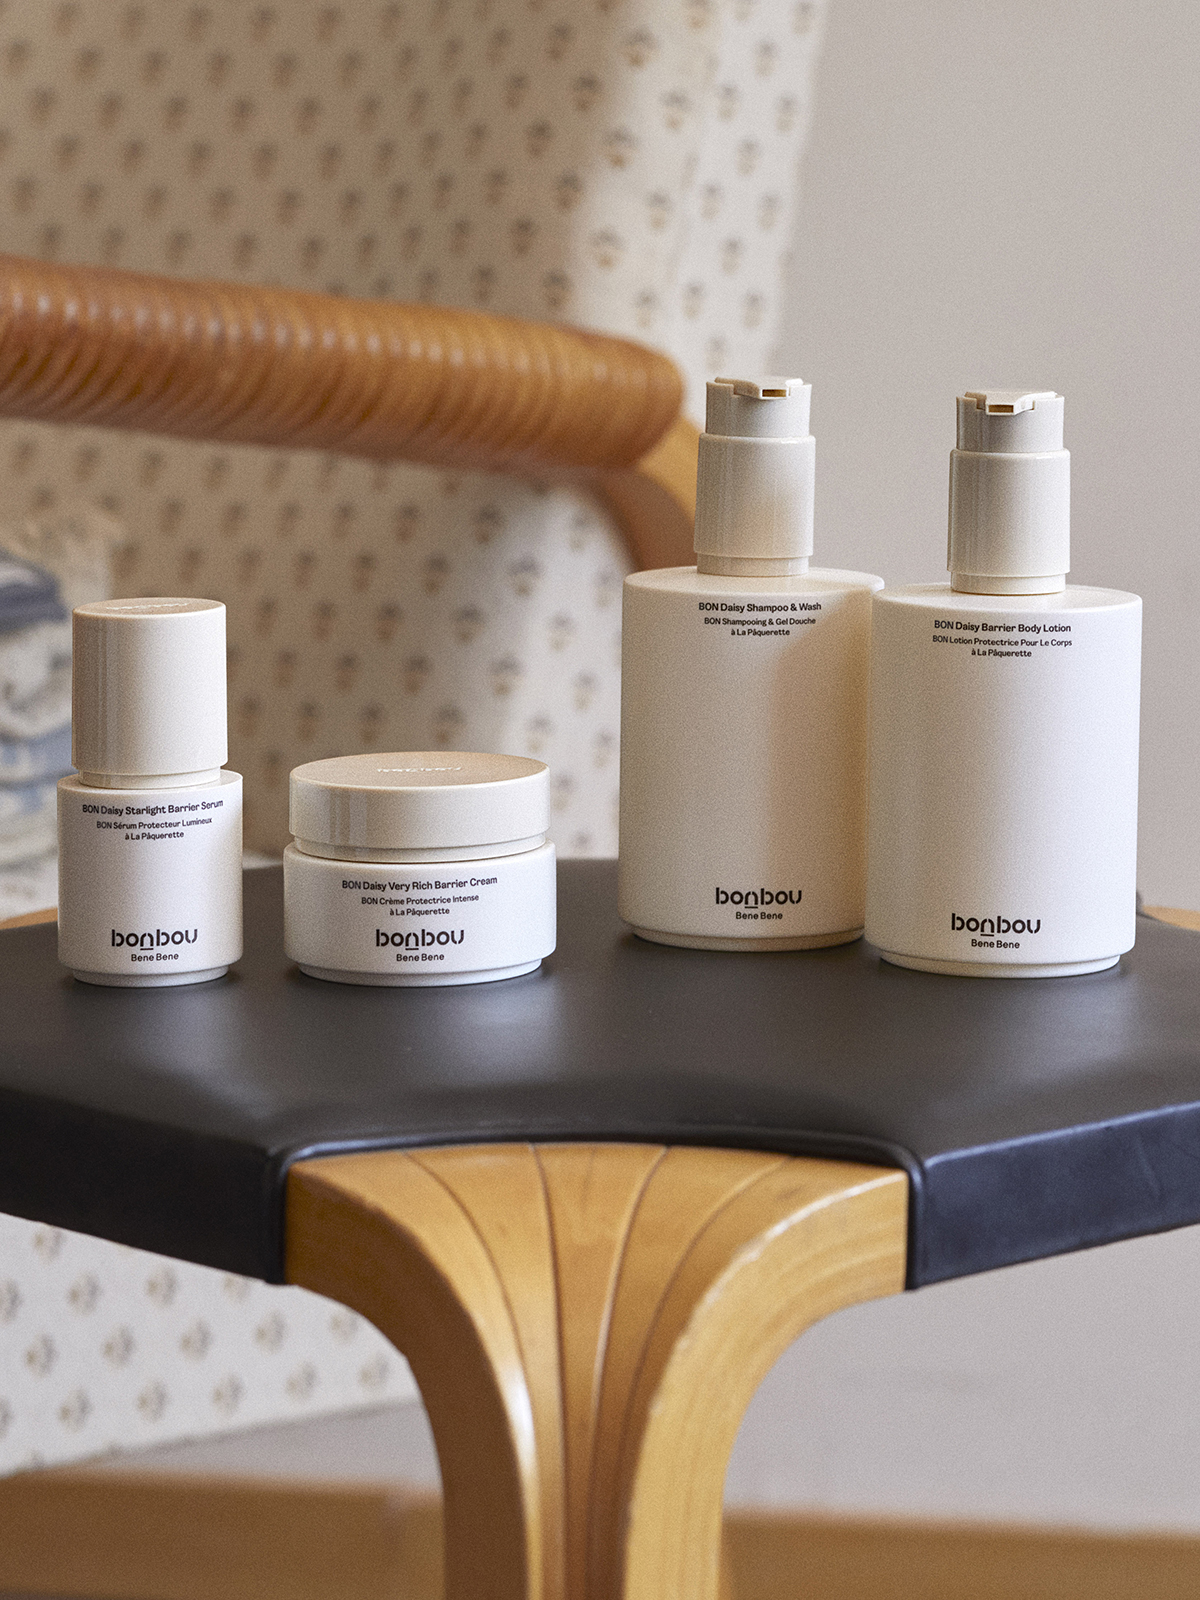 BON Daisy Starlight Barrier Serum
BON Sérum Protecteur Lumineux
à La Pâquerette
bonbou
Bene Bene
BON Daisy Very Rich Barrier Cream
BON Crème Protectrice Intense
à La Pâquerette
bonbou
Bene Bene
BON Daisy Shampoo & Wash
BON Shampooing & Gel Douche
à La Pâquerette
bonbou
Bene Bene
BON Daisy Barrier Body Lotion
BON Lotion Protectrice Pour Le Corps
à La Pâquerette
bonbou
Bene Bene